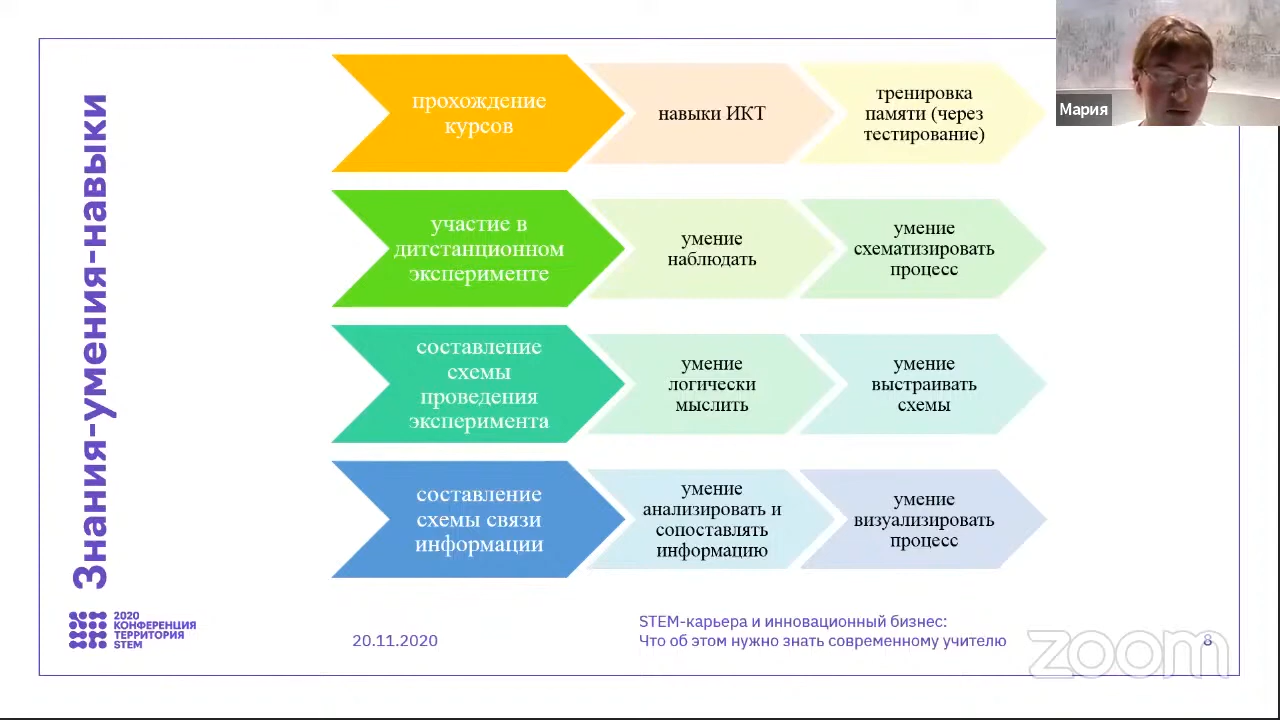 Знания-умения-навыки
прохождение
курсов
навыки ИКТ
тренировка
памяти (через
тестирование)
Мария
участие в
дитстанционном
эксперименте
умение
наблюдать
умение
схематизировать
процесс
составление
схемы
проведения
эксперимента
умение
логически
мыслить
умение
выстраивать
схемы
составление
схемы связи
информации
умение
анализировать и
сопоставлять
информацию
умение
визуализировать
процесс
2020
КОНФЕРЕНЦИЯ
ТЕРРИТОРИЯ
STEM
20.11.2020
STEM-карьера и инновационный бизнес:
Что об этом нужно знать современному учителю
8
zoom